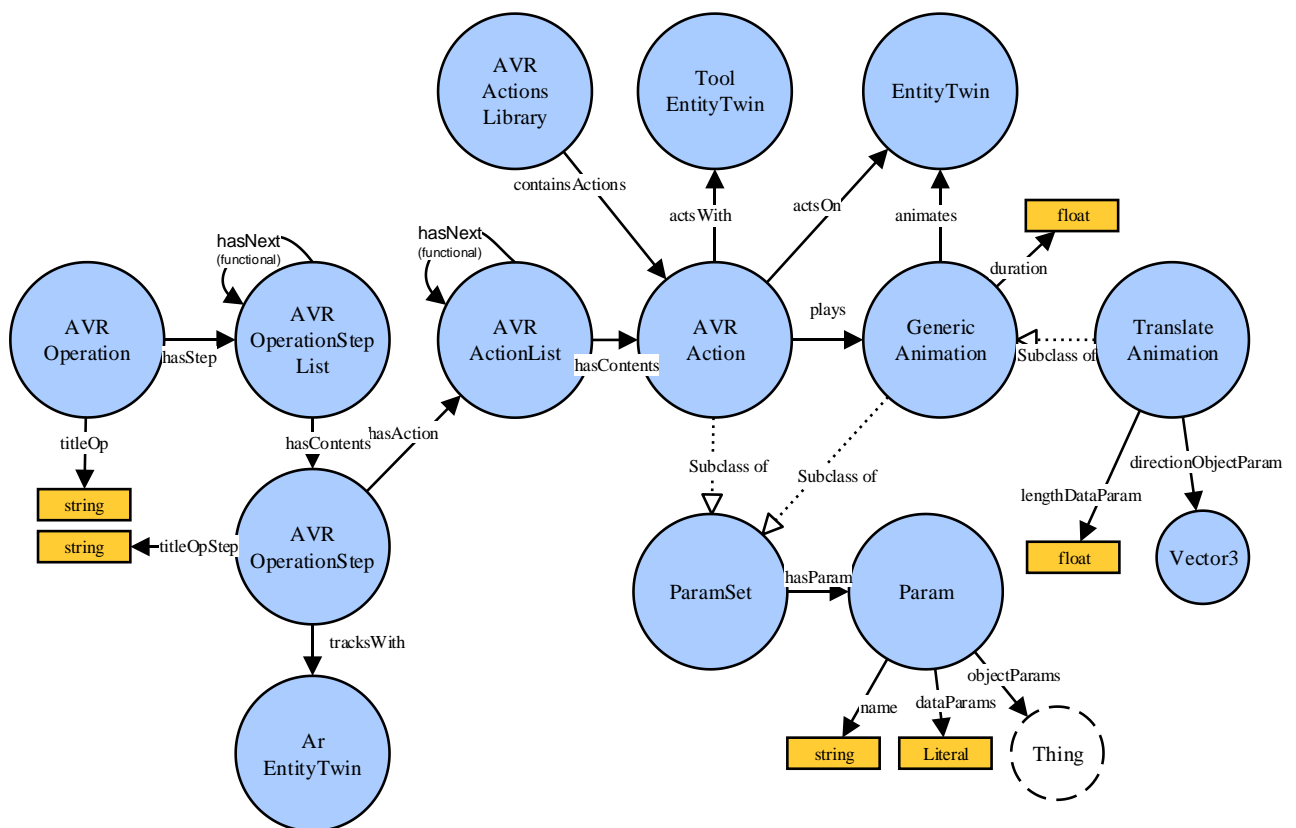 AVR
Actions
Library
Tool
EntityTwin
EntityTwin
containsActions
actsWith
actsOn
animates
float
duration
hasNext
(functional)
hasNext
(functional)
AVR
Operation
hasStep
AVR
OperationStep
List
AVR
ActionList
hasContents
AVR
Action
plays
Generic
Animation
Subclass of
Translate
Animation
titleOp
string
hasContents
hasAction
Subclass of
Subclass of
directionObjectParam
lengthDataParam
string
titleOpStep
AVR
OperationStep
float
Vector3
ParamSet
hasParam
Param
tracksWith
objectParams
name
dataParams
Ar
EntityTwin
string
Literal
Thing